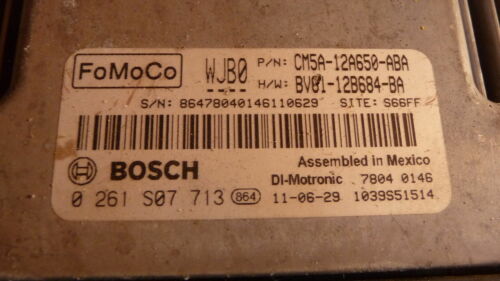 FoMoCo WJB0 P/N: CM5A-12A650-ABA
H/W: BV61-12B684-BA
S/N: 86478040146110629 SITE: S66FF
BOSCH Assembled in Mexico
DI-Motronic 7804 0146
0 261 S07 713 864 11-06-29 1039S51514